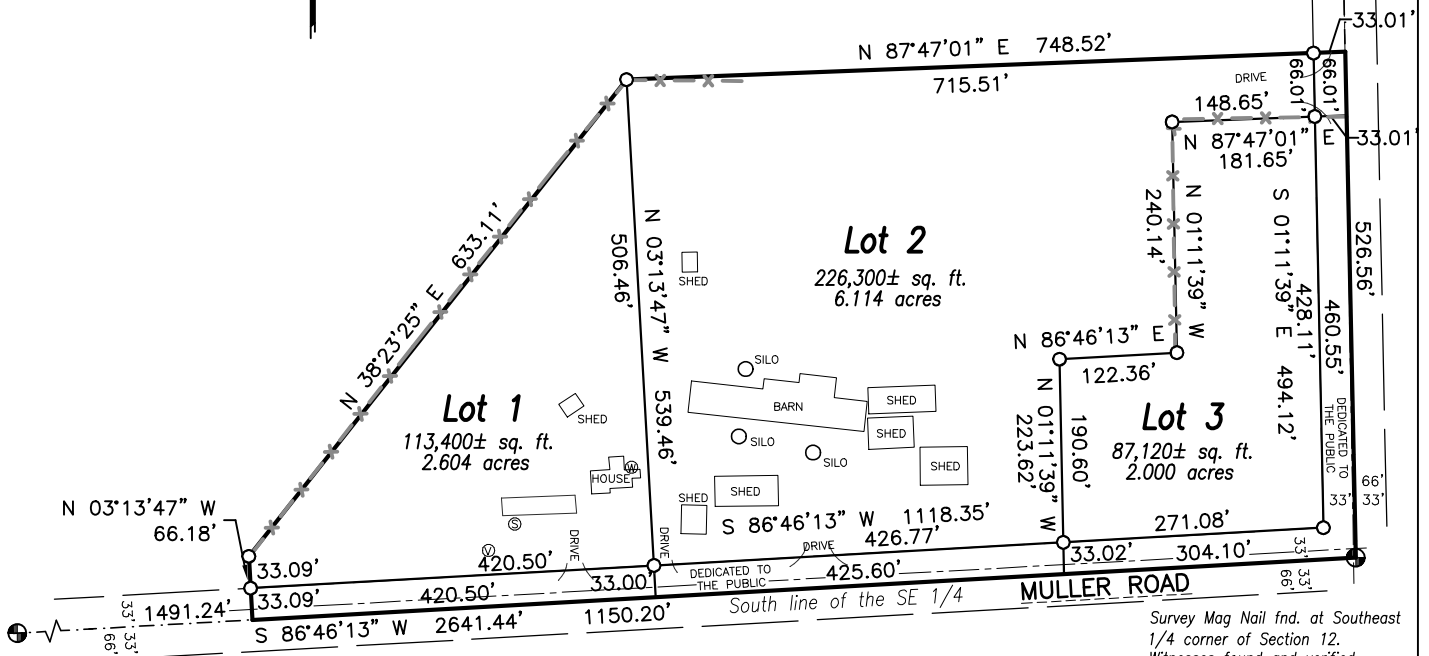 33.01'
N 87°47'01" E 748.52'
715.51'
DRIVE
66.01'
66.01'
148.65'
N 87°47'01" E
33.01'
181.65'
N 38°23'25" E 633.11'
506.46'
N 03°13'47" W 539.46'
SHED
Lot 2
226,300± sq. ft.
6.114 acres
240.14'
N 01°11'39" W
S 01°11'39" E 494.12'
428.11'
460.55'
526.56'
N 86°46'13" E
122.36'
SILO
BARN
SHED
SHED
SILO
SILO
SHED
SHED
SHED
Lot 1
113,400± sq. ft.
2.604 acres
SHED
HOUSE
W
S
V
DRIVE
DRIVE
N 01°11'39" W
223.62'
190.60'
Lot 3
87,120± sq. ft.
2.000 acres
DEDICATED TO
THE PUBLIC
66'
33'
33'
N 03°13'47" W
66.18'
S 86°46'13" W 1118.35'
426.77'
271.08'
DRIVE
33.09'
420.50'
33.00'
DEDICATED TO
THE PUBLIC
425.60'
33.02'
304.10'
33'
33'
66'
1491.24'
33.09'
420.50'
33'
33'
66'
South line of the SE 1/4
MULLER ROAD
S 86°46'13" W 2641.44'
1150.20'
Survey Mag Nail fnd. at Southeast
1/4 corner of Section 12.
Witnesses found and verified